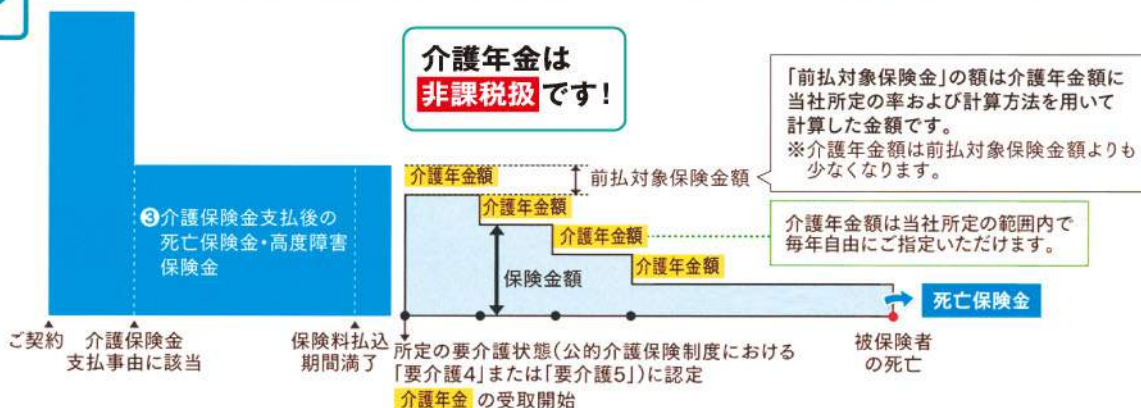 介護年金は
非課税扱です!
「前払対象保険金」の額は介護年金額に
当社所定の率および計算方法を用いて
計算した金額です。
※介護年金額は前払対象保険金額よりも
少なくなります。
介護年金額
前払対象保険金額
介護年金額
介護年金額
介護年金額
介護年金額は当社所定の範囲内で
毎年自由にご指定いただけます。
❸介護保険金支払後の
死亡保険金・高度障害
保険金
保険金額
死亡保険金
ご契約
介護保険金
支払事由に該当
保険料払込
期間満了
所定の要介護状態(公的介護保険制度における
「要介護4」または「要介護5」)に認定
介護年金 の受取開始
被保険者
の死亡